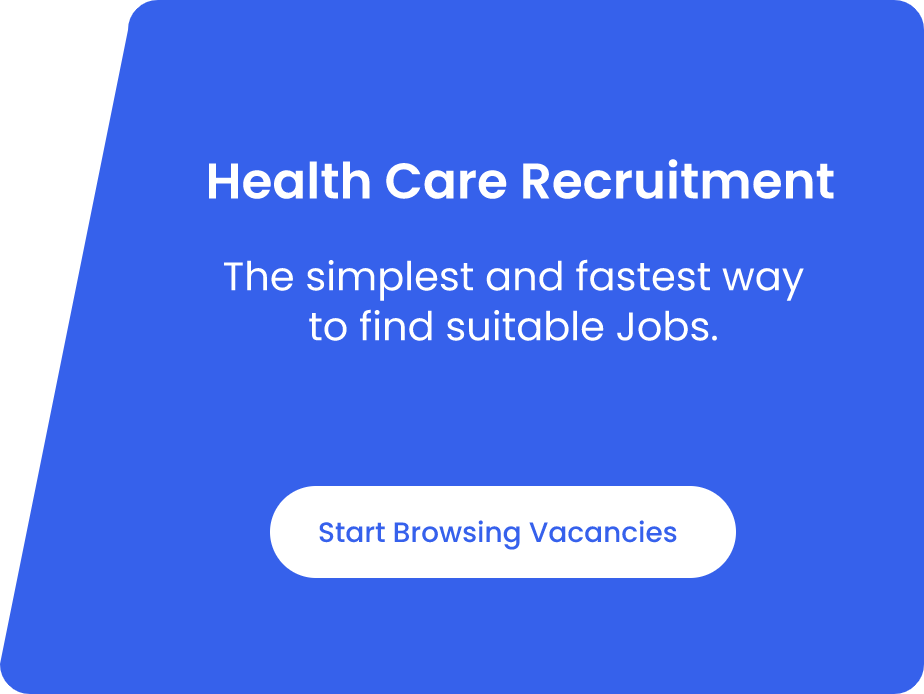 Health Care Recruitment
The simplest and fastest way
to find suitable Jobs.
Start Browsing Vacancies